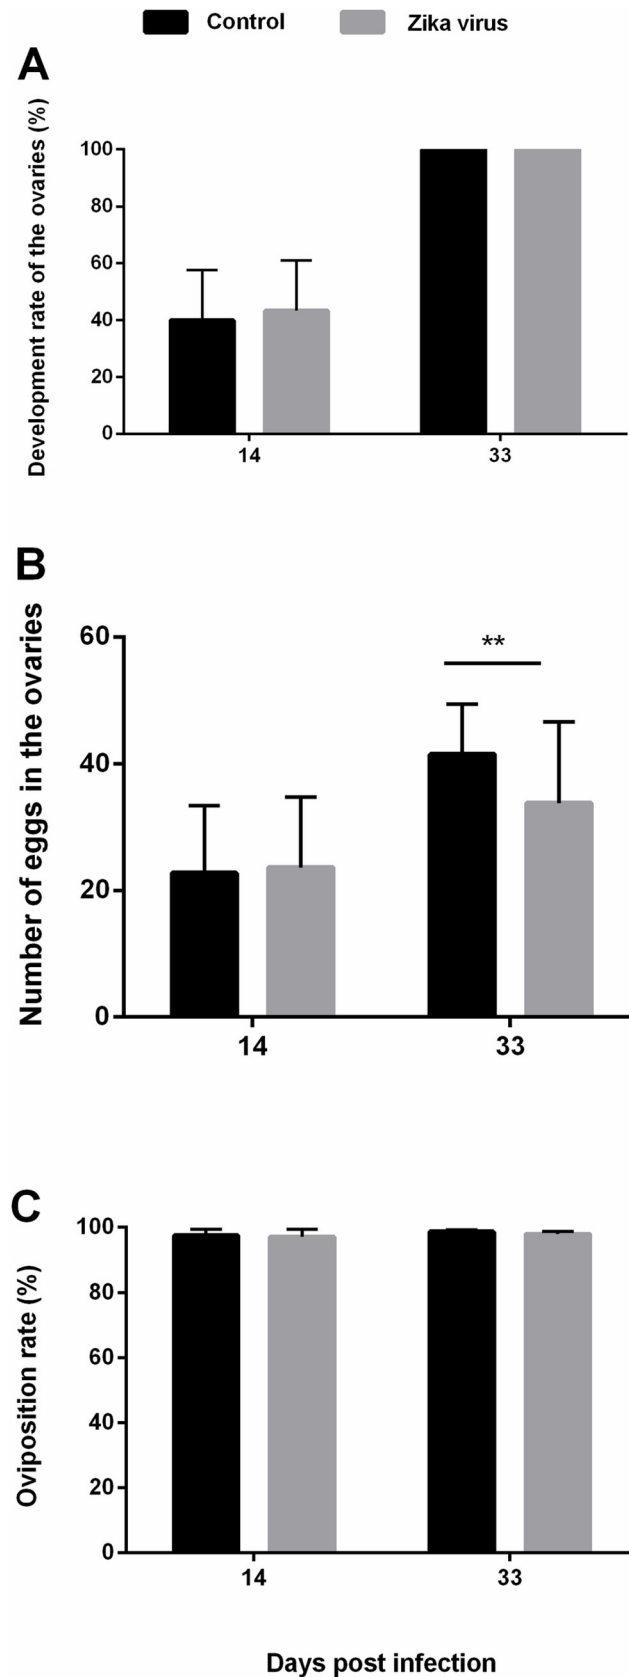 Control Zika virus
A
Development rate of the ovaries (%)
100
80
60
40
20
0
14 33
B
Number of eggs in the ovaries
60
**
40
20
0
14 33
C
Oviposition rate (%)
100
80
60
40
20
0
14 33
Days post infection